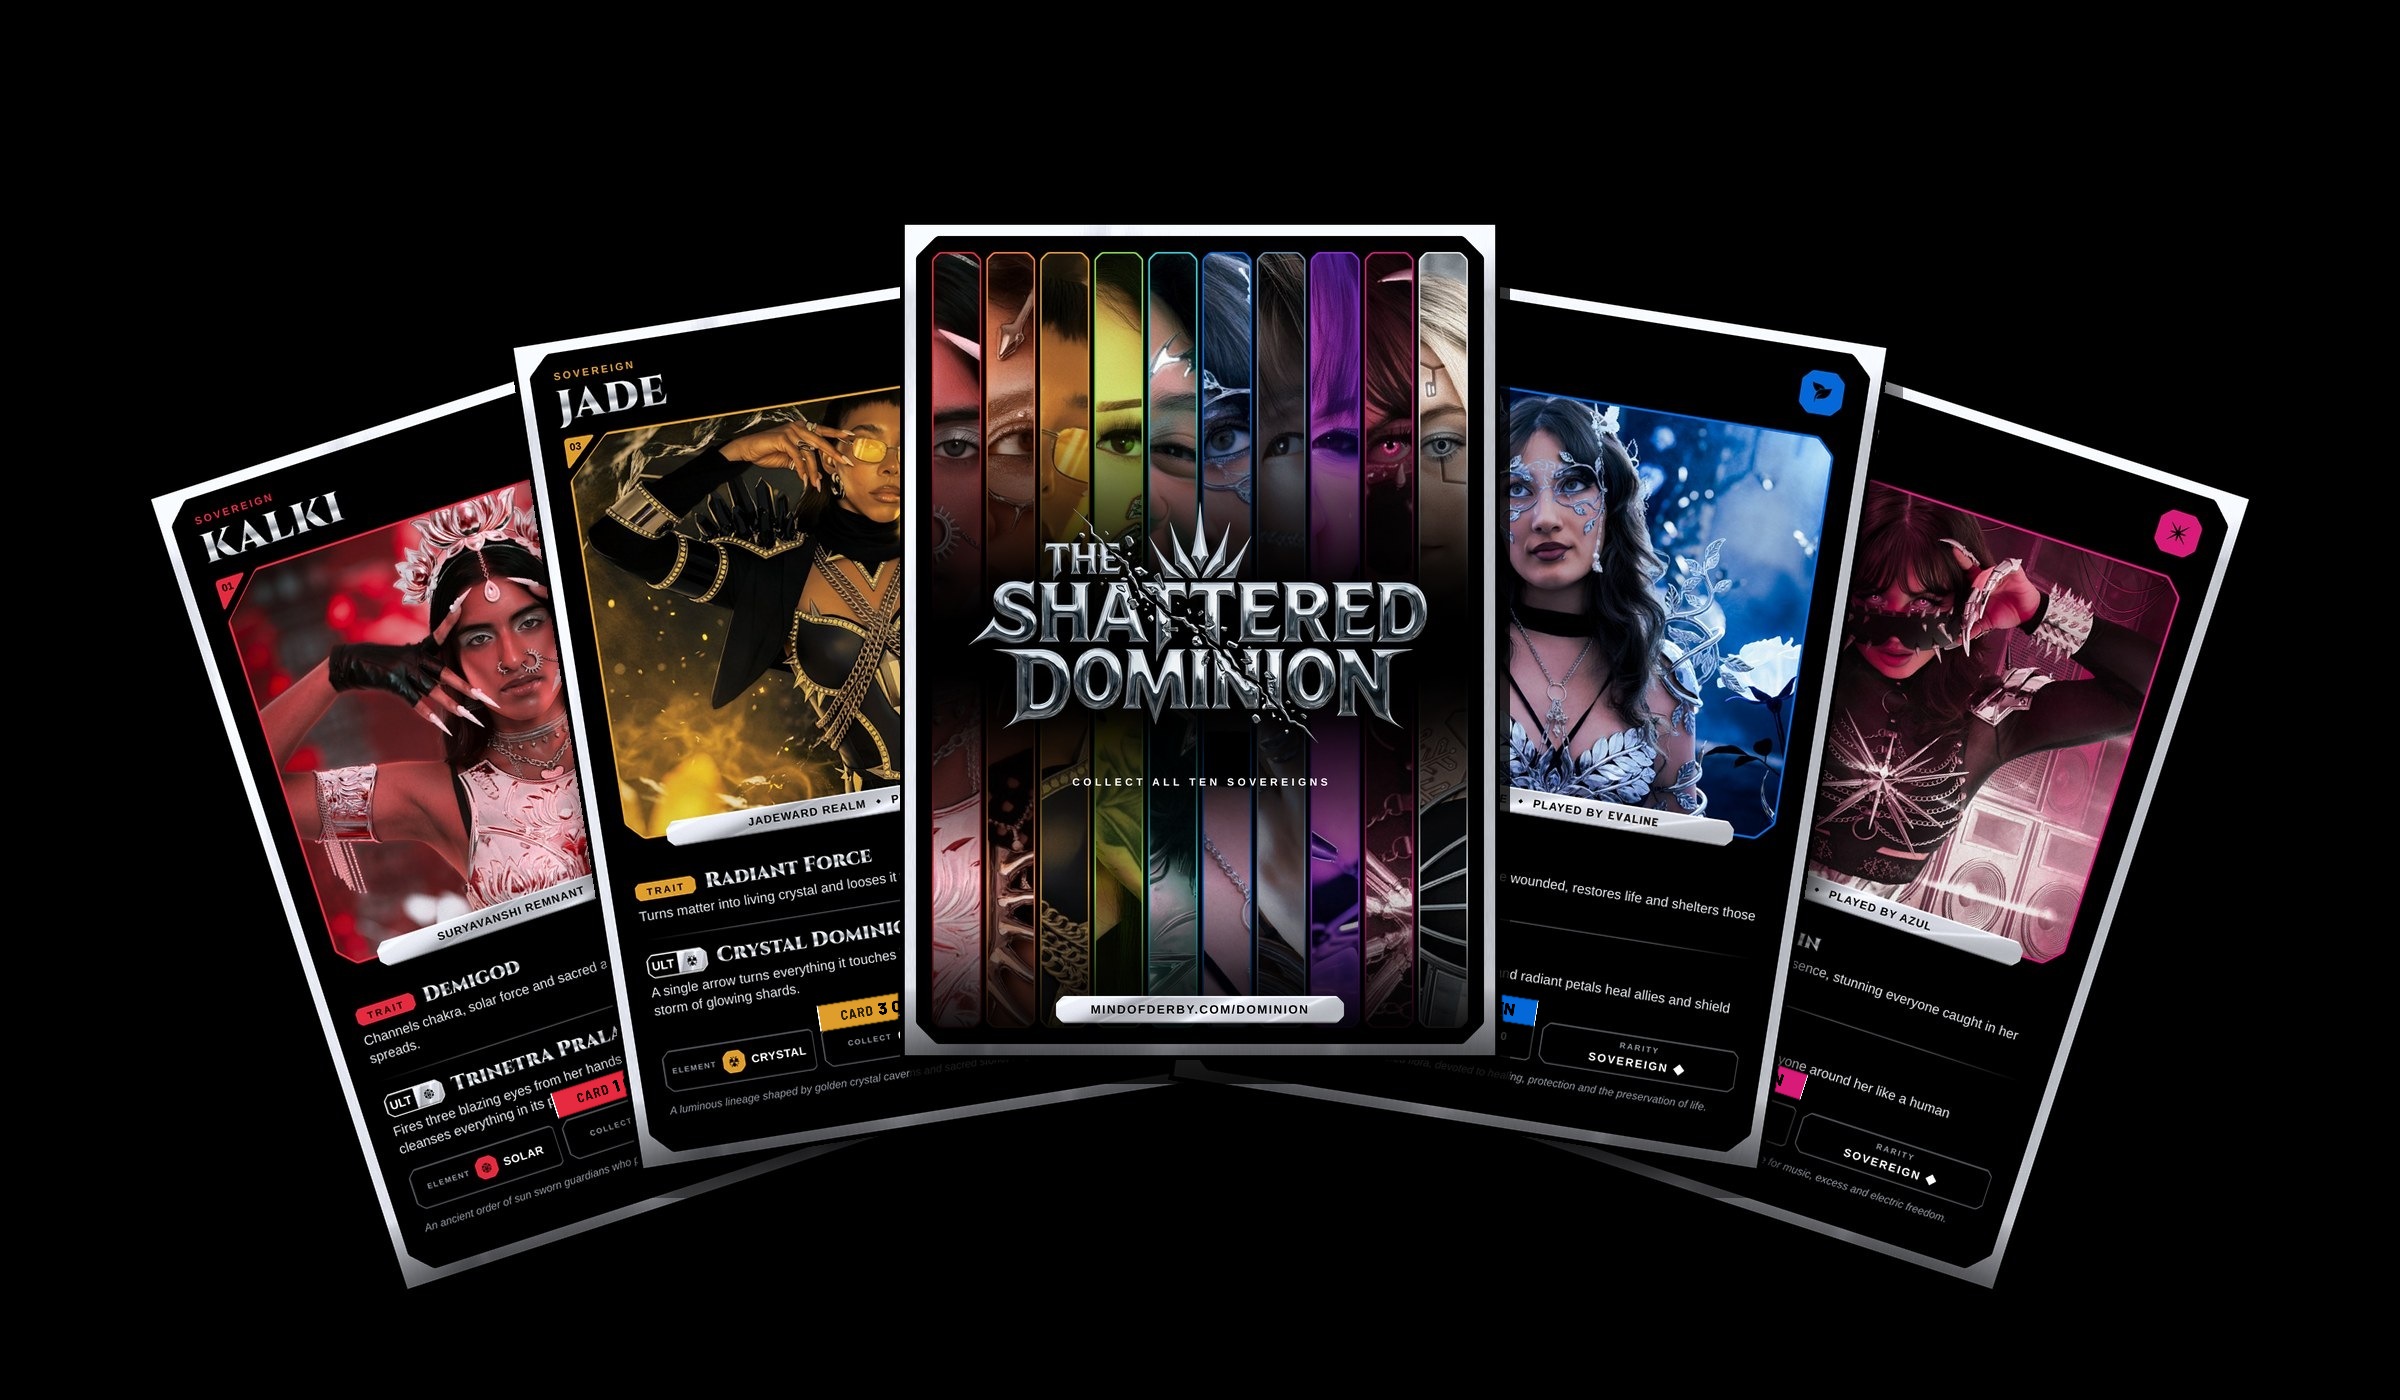 SOVEREIGN
KALKI
01
SURYAVANSHI REMNANT
TRAIT DEMIGOD
Channels chakra, solar force and sacred
spreads.
ULT TRINETRA
Fires three blazing eyes from her hands
cleanses everything in its
CARD 1
ELEMENT SOLAR
COLLECT
An ancient order of sun sworn guardians who
SOVEREIGN
JADE
03
JADEWARD REALM
TRAIT RADIANT FORCE
Turns matter into living crystal and looses it
ULT CRYSTAL
A single arrow turns everything it touches
storm of glowing shards.
CARD 3
ELEMENT CRYSTAL
COLLECT
A luminous lineage shaped by golden crystal caverns and sacred
THE
SHATTERED
DOMINION
COLLECT ALL TEN SOVEREIGNS
MINDOFDERBY.COM/DOMINION
PLAYED BY EVALINE
wounded, restores life and shelters those
radiant petals heal allies and shield
RARITY
SOVEREIGN
flora, devoted to healing, protection and the preservation of life.
PLAYED BY AZUL
stunning everyone caught in her
around her like a human
RARITY
SOVEREIGN
for music, excess and electric freedom.